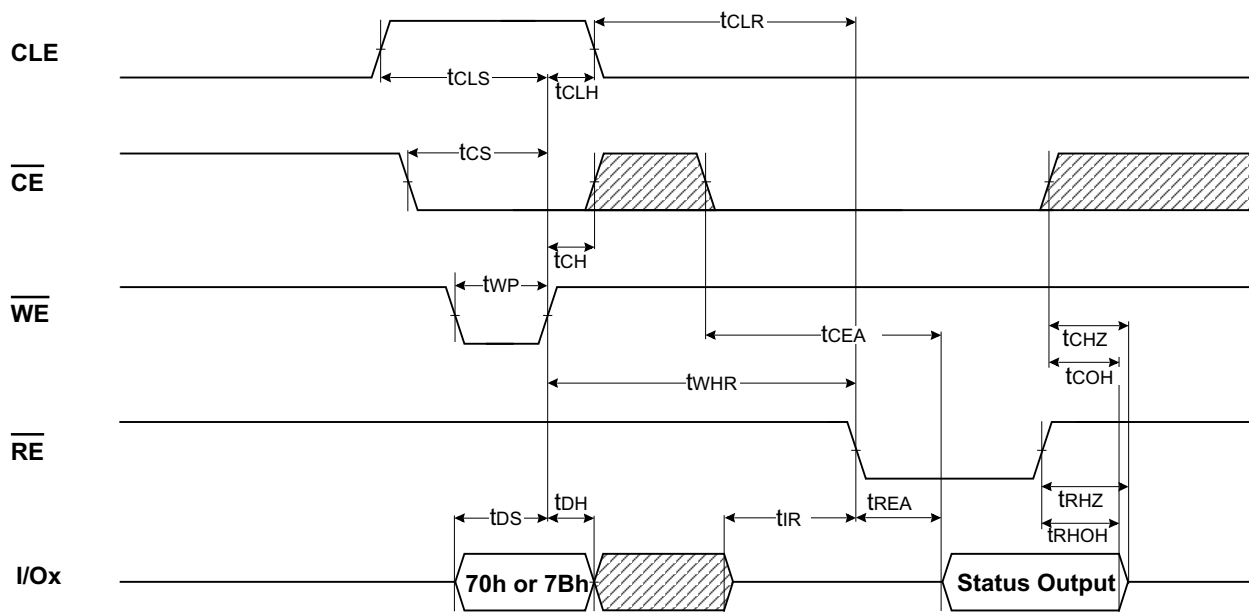 CLE
tCLR
tCLS
tCLH
CE
tCS
tCH
WE
tWP
tCEA
tCHZ
tCOH
tWHR
RE
tDS
tDH
tIR
tREA
tRHZ
tRHOH
I/Ox
70h or 7Bh
Status Output